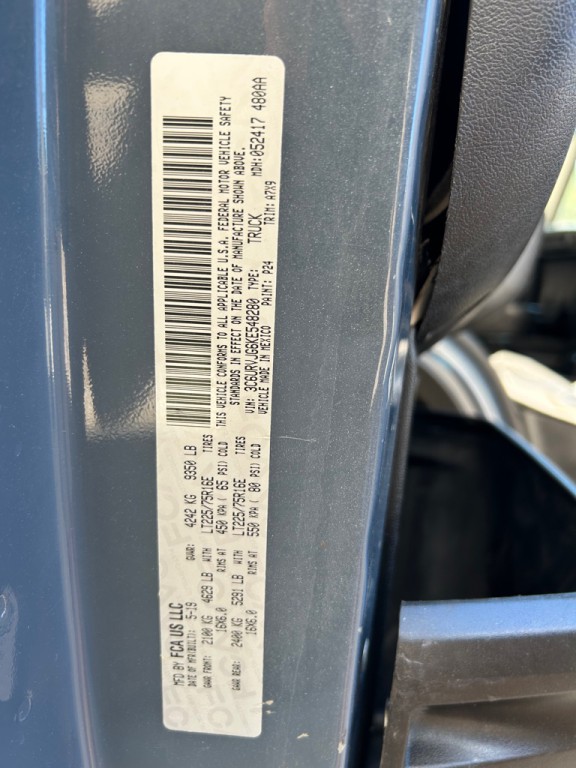 MFD BY FCA US LLC
DATE OF MFR(BUILT): 5-19 GVWR: 4242 KG 9350 LB
GAWR FRONT: 2100 KG 4629 LB WITH LT225/75R16E TIRES
16X6.0 RIMS AT 450 KPA ( 65 PSI) COLD
GAWR REAR: 2400 KG 5291 LB WITH LT225/75R16E TIRES
16X6.0 RIMS AT 550 KPA ( 80 PSI) COLD
THIS VEHICLE CONFORMS TO ALL APPLICABLE U.S.A. FEDERAL MOTOR VEHICLE SAFETY
STANDARDS IN EFFECT ON THE DATE OF MANUFACTURE SHOWN ABOVE.
VIN: 3C6URVJG6KE548280 TYPE: TRUCK MDH:052417 480AA
VEHICLE MADE IN MEXICO PAINT: P24 TRIM: A7X9